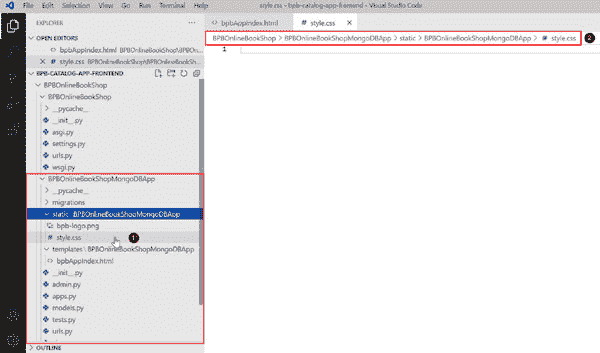 File Edit Selection View Go Run Terminal Help
style.css - bpb-catalog-app-frontend - Visual Studio Code
EXPLORER
OPEN EDITORS
bpbAppIndex.html BPBOnlineBookShop\BPBOn
style.css BPBOnlineBookShop\BPBOnlineBookSh
BPB-CATALOG-APP-FRONTEND
BPBOnlineBookShop
__pycache__
__init__.py
asgi.py
settings.py
urls.py
wsgi.py
BPBOnlineBookShopMongoDBApp
__pycache__
migrations
static \ BPBOnlineBookShopMongoDBApp
bpb-logo.png
style.css
1
templates \ BPBOnlineBookShopMongoDBApp
bpbAppIndex.html
__init__.py
admin.py
apps.py
models.py
tests.py
urls.py
OUTLINE
bpbAppIndex.html
style.css
BPBOnlineBookShop > BPBOnlineBookShopMongoDBApp > static > BPBOnlineBookShopMongoDBApp > # style.css
2
1